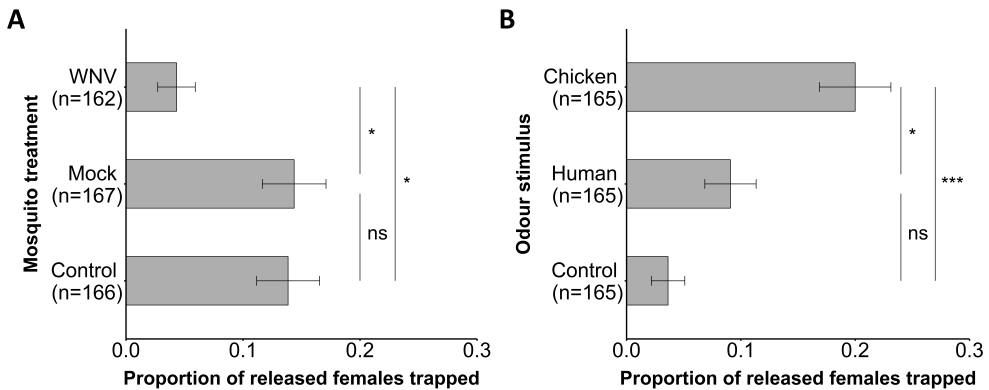 A
Mosquito treatment
WNV
(n=162)
Mock
(n=167)
Control
(n=166)
*
ns
*
0.0 0.1 0.2 0.3
Proportion of released females trapped
B
Odour stimulus
Chicken
(n=165)
Human
(n=165)
Control
(n=165)
*
ns
***
0.0 0.1 0.2 0.3
Proportion of released females trapped